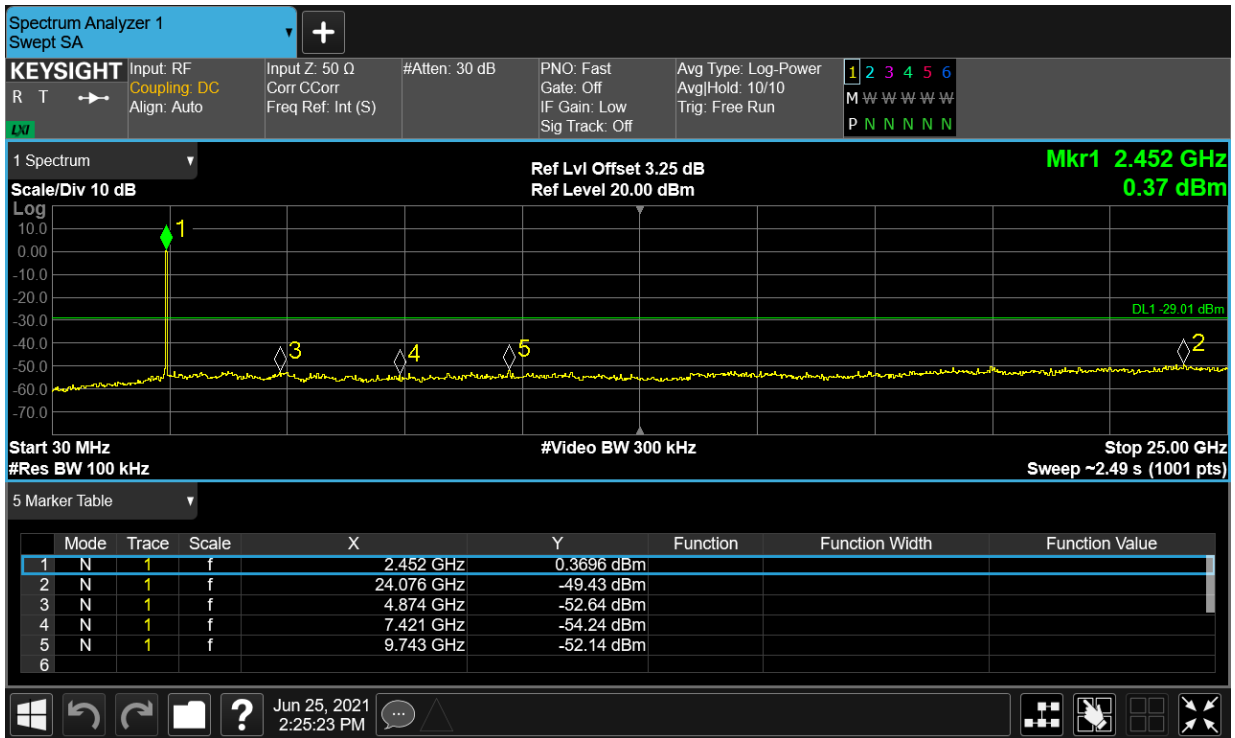 Spectrum Analyzer 1
Swept SA
KEYSIGHT
R T
LXI
Input: RF
Coupling: DC
Align: Auto
Input Z: 50 Ω
Corr CCorr
Freq Ref: Int (S)
#Atten: 30 dB
PNO: Fast
Gate: Off
IF Gain: Low
Sig Track: Off
Avg Type: Log-Power
Avg|Hold: 10/10
Trig: Free Run
1 2 3 4 5 6
M W W W W W
P N N N N N
1 Spectrum
Scale/Div 10 dB
Ref Lvl Offset 3.25 dB
Ref Level 20.00 dBm
Mkr1 2.452 GHz
0.37 dBm
Log
10.0
0.00
-10.0
-20.0
-30.0
-40.0
-50.0
-60.0
-70.0
1
3
4
5
2
DL1 -29.01 dBm
Start 30 MHz
#Res BW 100 kHz
#Video BW 300 kHz
Stop 25.00 GHz
Sweep ~2.49 s (1001 pts)
5 Marker Table
Mode Trace Scale X Y Function Function Width Function Value
1 N 1 f 2.452 GHz 0.3696 dBm
2 N 1 f 24.076 GHz -49.43 dBm
3 N 1 f 4.874 GHz -52.64 dBm
4 N 1 f 7.421 GHz -54.24 dBm
5 N 1 f 9.743 GHz -52.14 dBm
6
?
Jun 25, 2021
2:25:23 PM